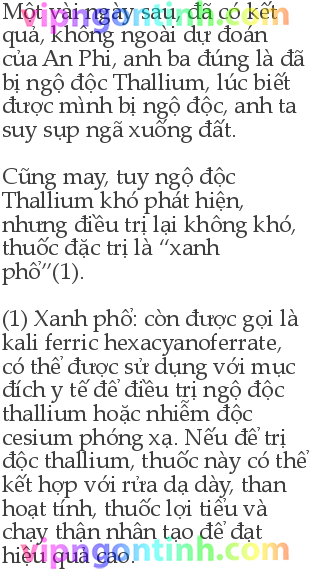 Một vài ngày sau, đã có kết
quả, không ngoài dự đoán
của An Phi, anh ba đúng là đã
bị ngộ độc Thallium, lúc biết
được mình bị ngộ độc, anh ta
suy sụp ngã xuống đất.
Cũng may, tuy ngộ độc
Thallium khó phát hiện,
nhưng điều trị lại không khó,
thuốc đặc trị là “xanh
phổ”(1).
(1) Xanh phổ: còn được gọi là
kali ferric hexacyanoferrate,
có thể được sử dụng với mục
đích y tế để điều trị ngộ độc
thallium hoặc nhiễm độc
cesium phóng xạ. Nếu để trị
độc thallium, thuốc này có thể
kết hợp với rửa dạ dày, than
hoạt tính, thuốc lợi tiểu và
chạy thận nhân tạo để đạt
hiệu quả cao.
vipngontinh.com
vipngontinh.com